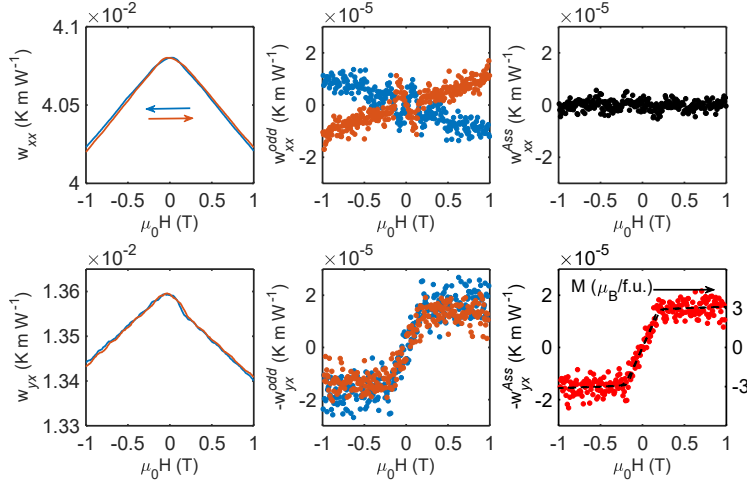 ×10⁻²
4.1
4.05
4
w_xx (K m W⁻¹)
-1 -0.5 0 0.5 1
μ₀H (T)
×10⁻⁵
2
0
-2
w_xx^odd (K m W⁻¹)
-1 -0.5 0 0.5 1
μ₀H (T)
×10⁻⁵
2
0
-2
w_xx^Ass (K m W⁻¹)
-1 -0.5 0 0.5 1
μ₀H (T)
×10⁻²
1.36
1.35
1.34
1.33
w_yx (K m W⁻¹)
-1 -0.5 0 0.5 1
μ₀H (T)
×10⁻⁵
2
0
-2
-w_yx^odd (K m W⁻¹)
-1 -0.5 0 0.5 1
μ₀H (T)
×10⁻⁵
M (μ_B/f.u.)
2
0
-2
-w_yx^Ass (K m W⁻¹)
3
0
-3
-1 -0.5 0 0.5 1
μ₀H (T)